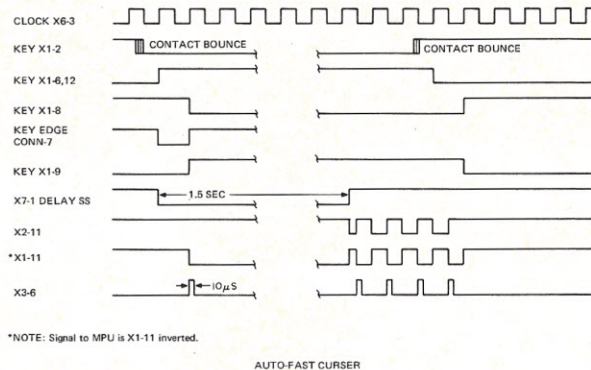 CLOCK X6-3
KEY X1-2
CONTACT BOUNCE
CONTACT BOUNCE
KEY X1-6,12
KEY X1-8
KEY EDGE
CONN-7
KEY X1-9
1.5 SEC
X7-1 DELAY SS
X2-11
*X1-11
X3-6
10μS
*NOTE: Signal to MPU is X1-11 inverted.
AUTO-FAST CURSER